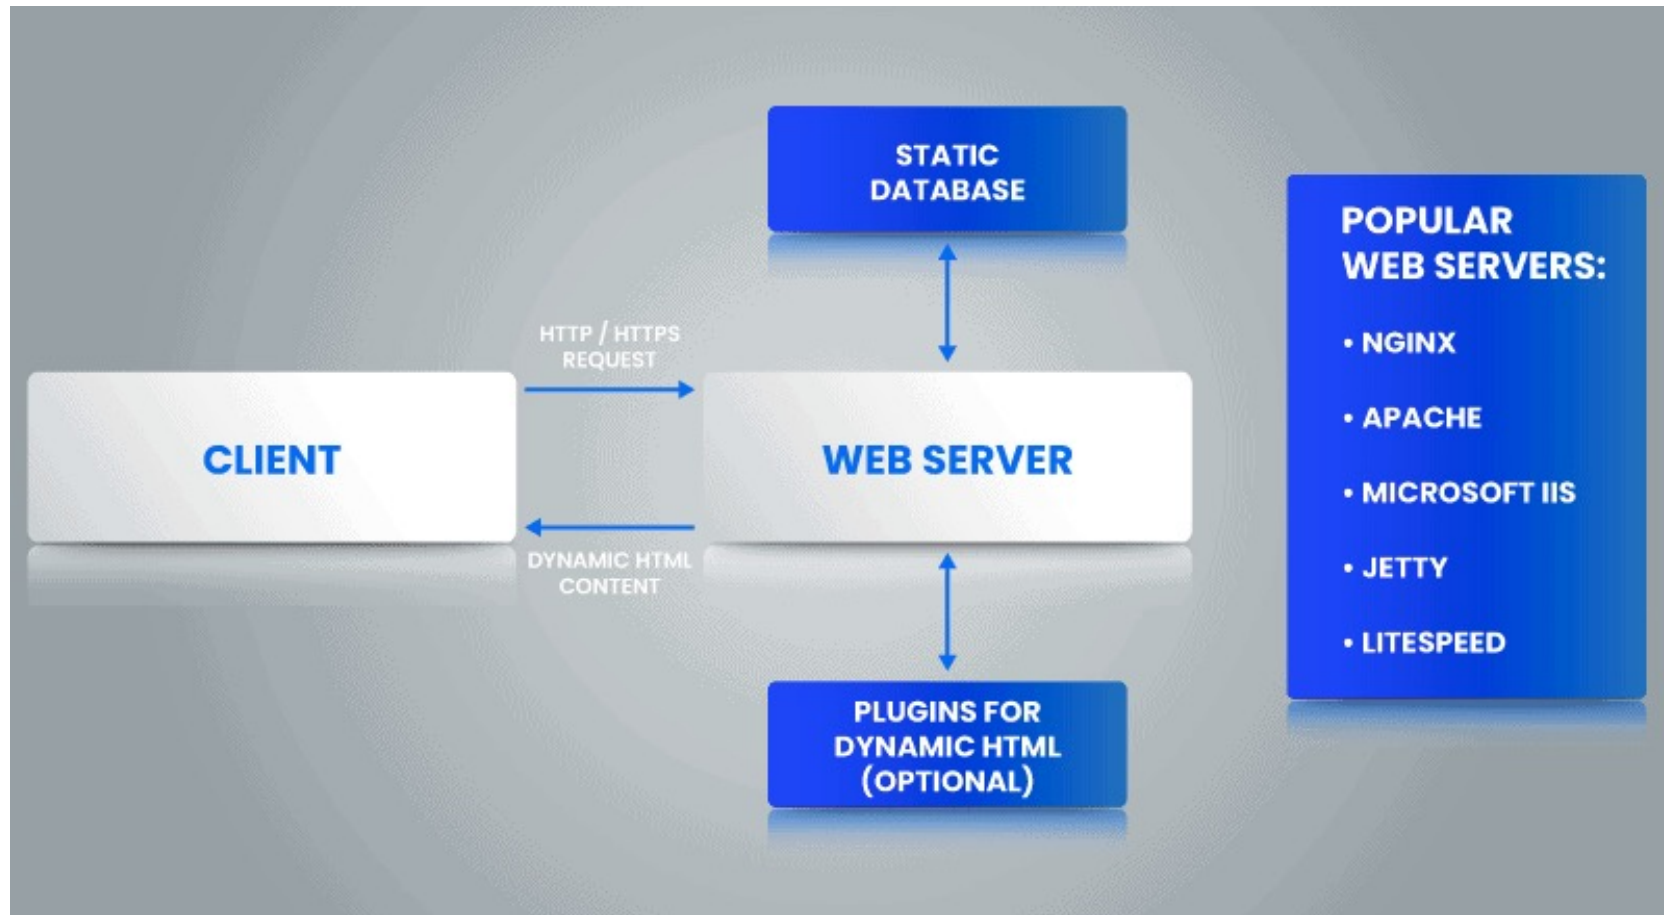 STATIC
DATABASE
HTTP / HTTPS
REQUEST
CLIENT
WEB SERVER
DYNAMIC HTML
CONTENT
PLUGINS FOR
DYNAMIC HTML
(OPTIONAL)
POPULAR
WEB SERVERS:
• NGINX
• APACHE
• MICROSOFT IIS
• JETTY
• LITESPEED